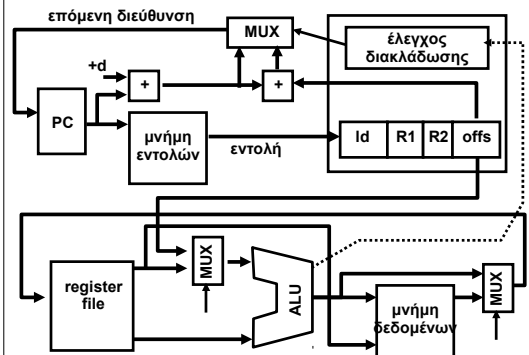 επόμενη διεύθυνση
MUX
έλεγχος
διακλάδωσης
+d
+
+
PC
μνήμη
εντολών
εντολή
ld
R1
R2
offs
MUX
register
file
ALU
MUX
μνήμη
δεδομένων